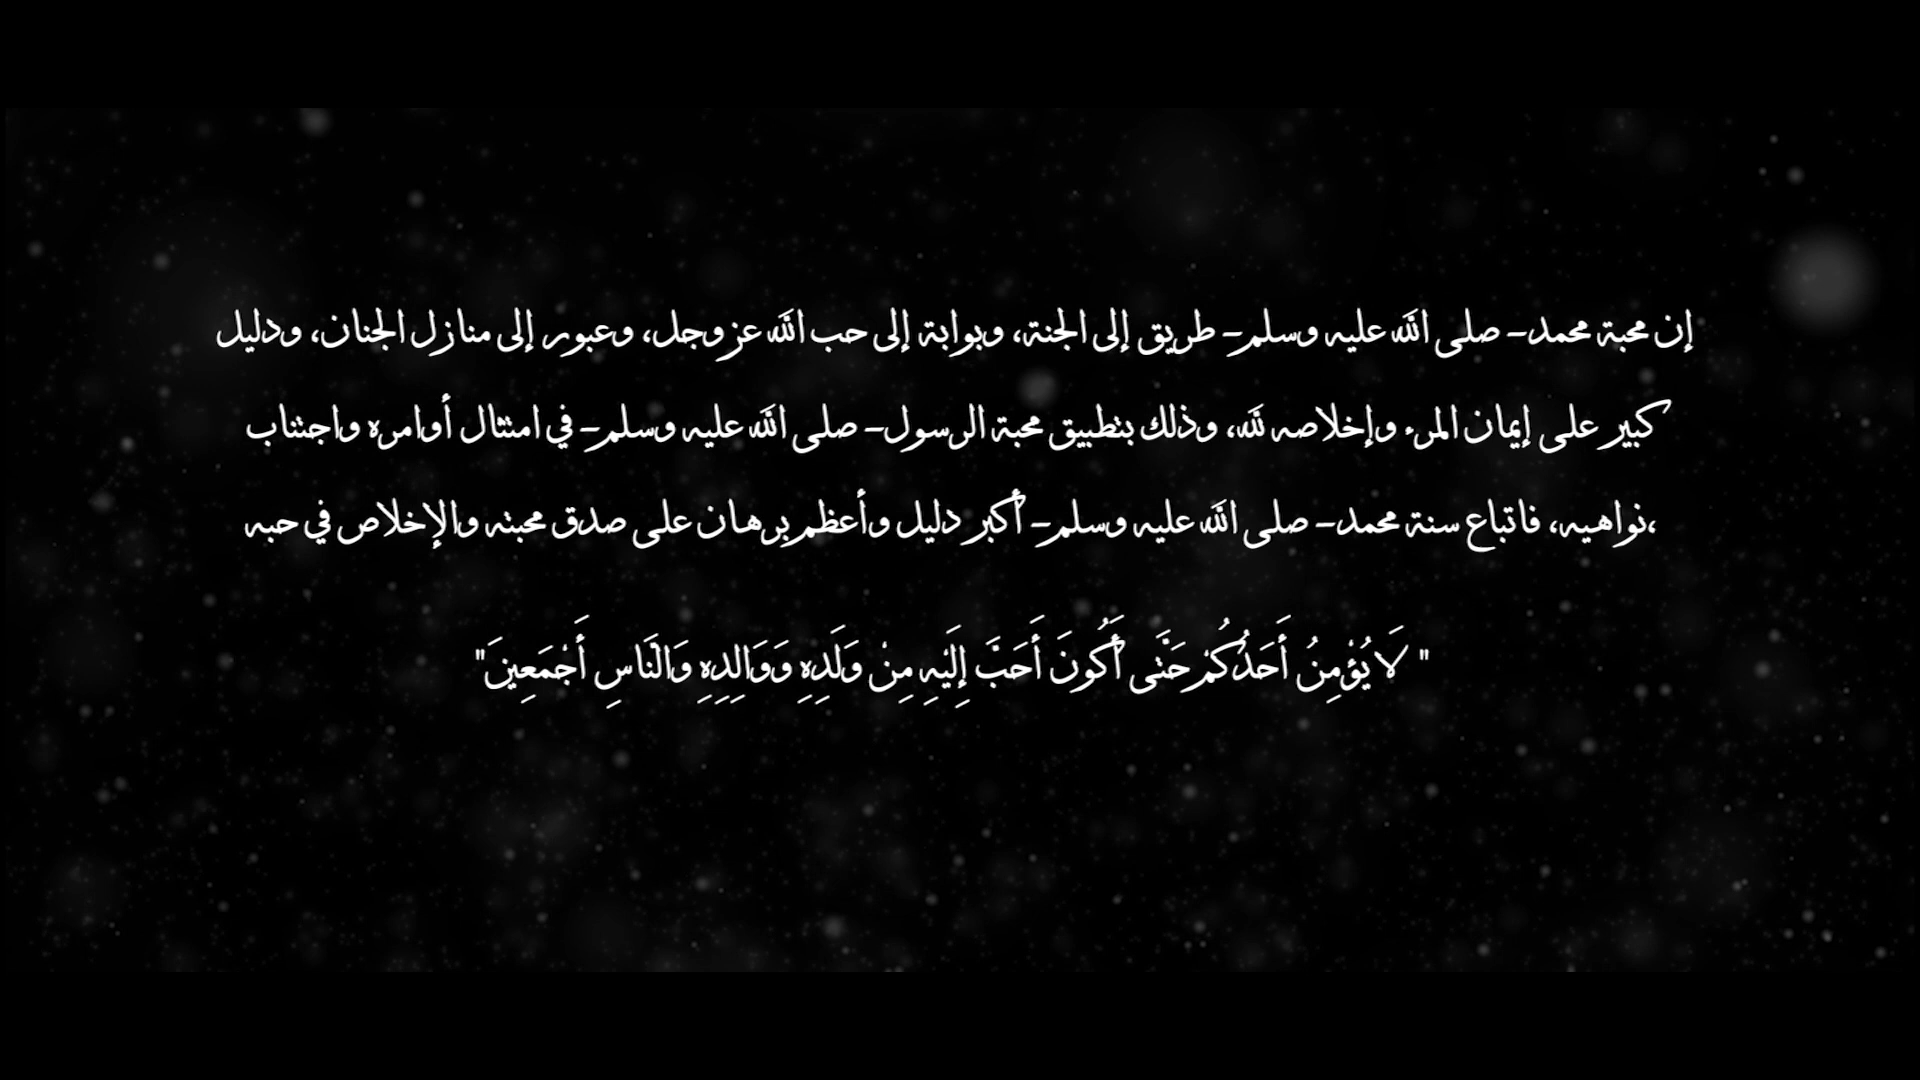 إن محبة محمد- صلى الله عليه وسلم- طريق إلى الجنة، وبوابة إلى حب الله عز وجل، وعبور إلى منازل الجنان، ودليل
كبير على إيمان المرء وإخلاصه لله، وذلك بتطبيق محبة الرسول- صلى الله عليه وسلم- في امتثال أوامره واجتناب
،نواهيه، فاتباع سنة محمد- صلى الله عليه وسلم- أكبر دليل وأعظم برهان على صدق محبته والإخلاص في حبه
" لَا يُؤْمِنُ أَحَدُكُمْ حَتَّى أَكُونَ أَحَبَّ إِلَيْهِ مِنْ وَلَدِهِ وَوَالِدِهِ وَالنَّاسِ أَجْمَعِينَ"